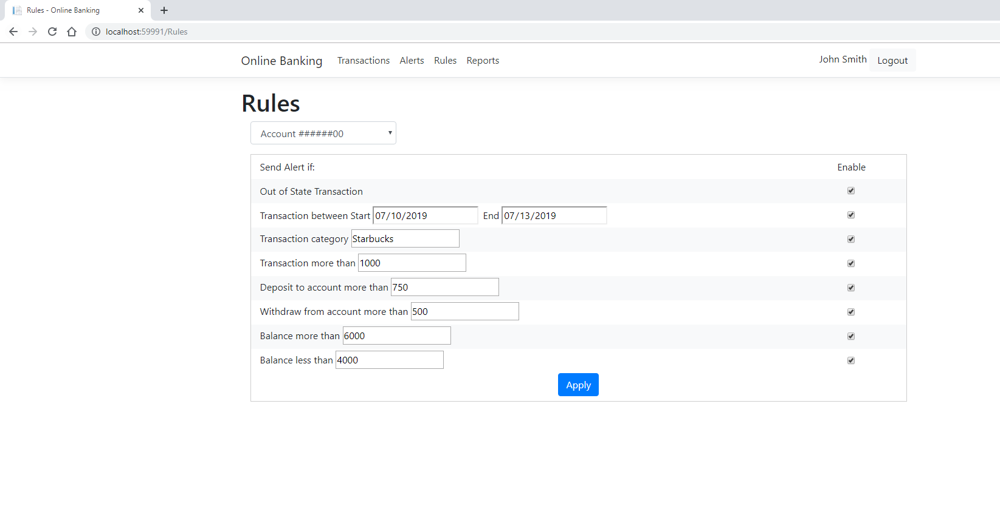 Rules - Online Banking
localhost:59991/Rules
Online Banking Transactions Alerts Rules Reports John Smith Logout
Rules
Account ######00
Send Alert if: Enable
Out of State Transaction
Transaction between Start 07/10/2019 End 07/13/2019
Transaction category Starbucks
Transaction more than 1000
Deposit to account more than 750
Withdraw from account more than 500
Balance more than 6000
Balance less than 4000
Apply